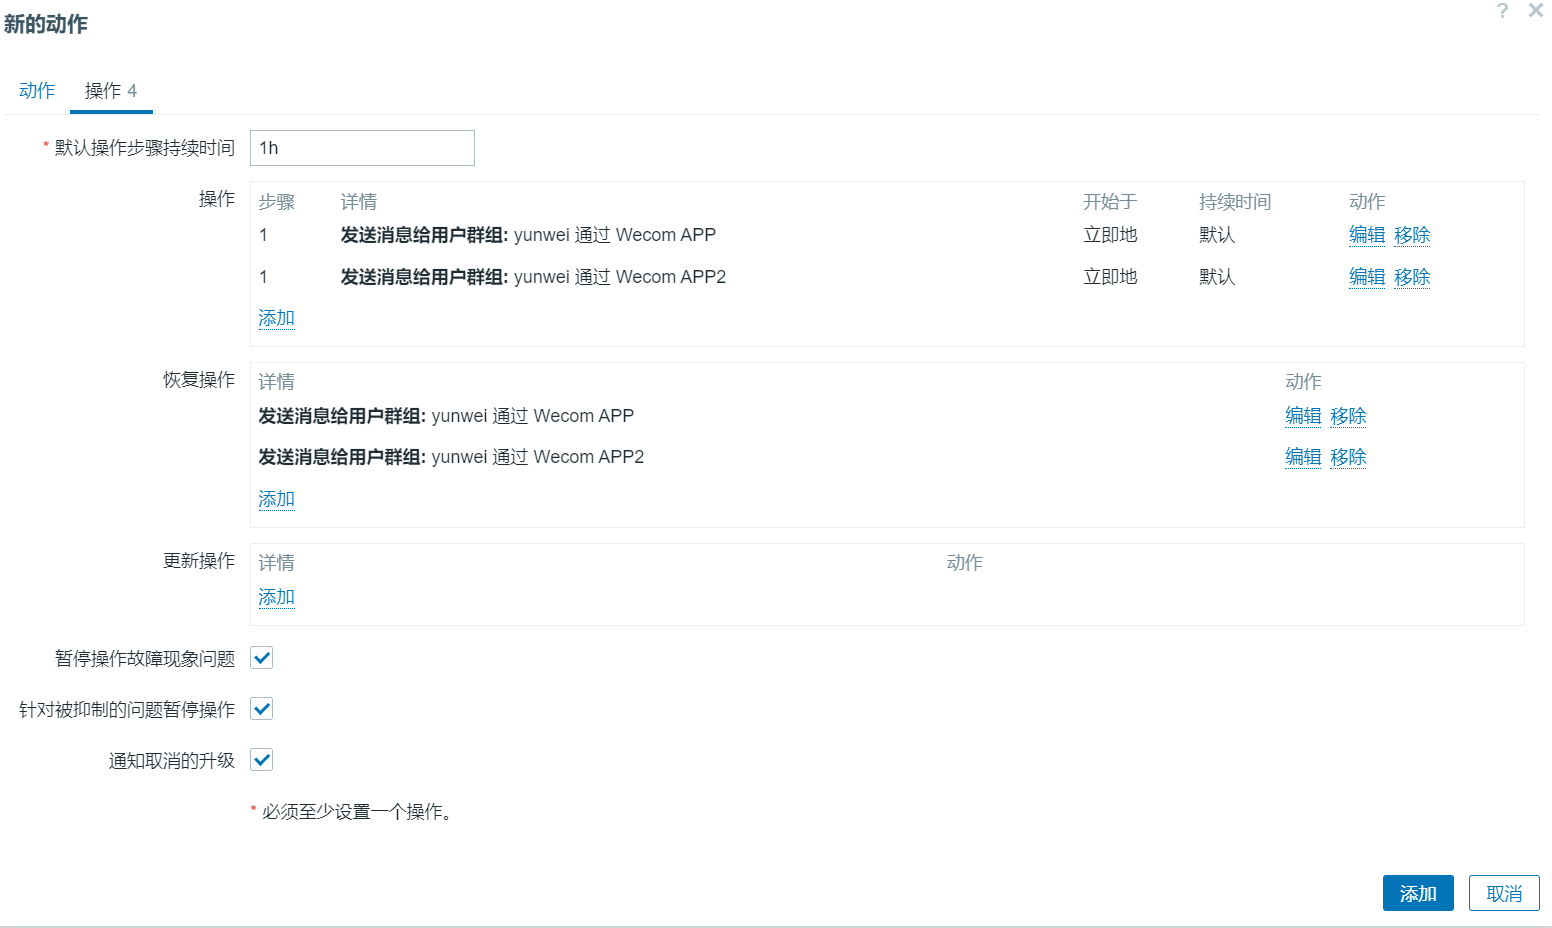 新的动作
? ×
动作 操作 4
* 默认操作步骤持续时间 1h
操作 步骤 详情 开始于 持续时间 动作
1 发送消息给用户群组: yunwei 通过 Wecom APP 立即地 默认 编辑 移除
1 发送消息给用户群组: yunwei 通过 Wecom APP2 立即地 默认 编辑 移除
添加
恢复操作 详情 动作
发送消息给用户群组: yunwei 通过 Wecom APP 编辑 移除
发送消息给用户群组: yunwei 通过 Wecom APP2 编辑 移除
添加
更新操作 详情 动作
添加
暂停操作故障现象问题
针对被抑制的问题暂停操作
通知取消的升级
* 必须至少设置一个操作。
添加 取消